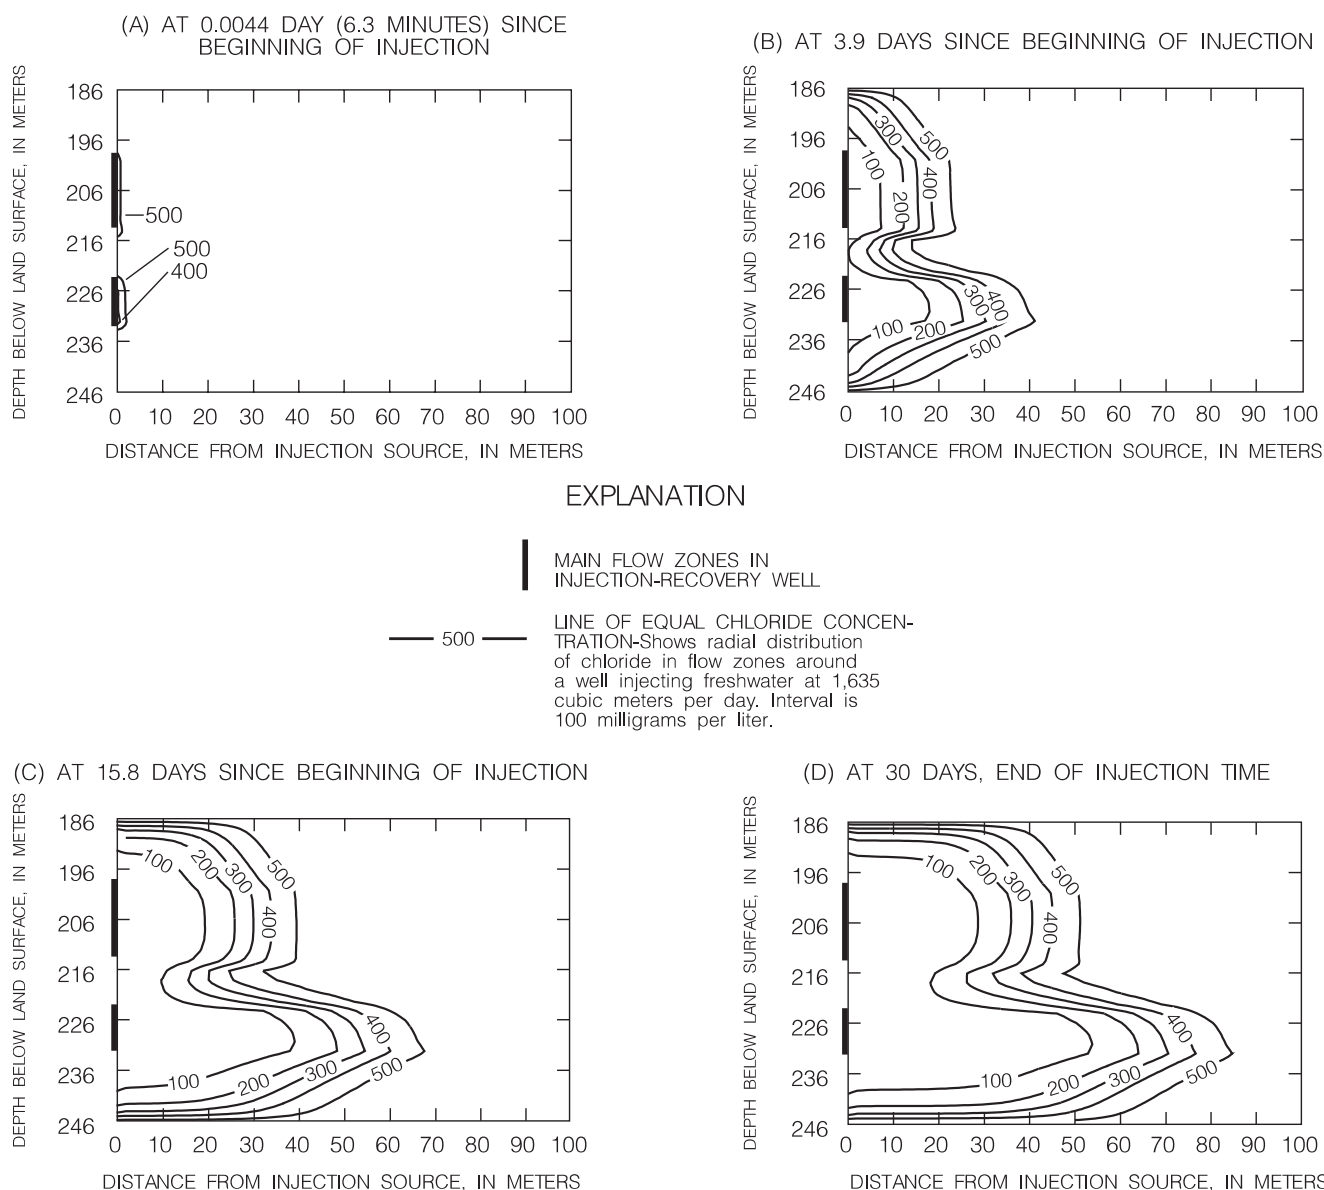 (A) AT 0.0044 DAY (6.3 MINUTES) SINCE
BEGINNING OF INJECTION
DEPTH BELOW LAND SURFACE, IN METERS
186
196
206
216
226
236
246
500
500
400
0 10 20 30 40 50 60 70 80 90 100
DISTANCE FROM INJECTION SOURCE, IN METERS
(B) AT 3.9 DAYS SINCE BEGINNING OF INJECTION
DEPTH BELOW LAND SURFACE, IN METERS
186
196
206
216
226
236
246
500
300
100
400
200
400
300
100
200
500
0 10 20 30 40 50 60 70 80 90 100
DISTANCE FROM INJECTION SOURCE, IN METERS
EXPLANATION
MAIN FLOW ZONES IN
INJECTION-RECOVERY WELL
500
LINE OF EQUAL CHLORIDE CONCEN-
TRATION-Shows radial distribution
of chloride in flow zones around
a well injecting freshwater at 1,635
cubic meters per day. Interval is
100 milligrams per liter.
(C) AT 15.8 DAYS SINCE BEGINNING OF INJECTION
DEPTH BELOW LAND SURFACE, IN METERS
186
196
206
216
226
236
246
100
200
300
500
400
400
500
300
200
100
0 10 20 30 40 50 60 70 80 90 100
DISTANCE FROM INJECTION SOURCE, IN METERS
(D) AT 30 DAYS, END OF INJECTION TIME
DEPTH BELOW LAND SURFACE, IN METERS
186
196
206
216
226
236
246
100
200
300
500
400
400
500
300
200
100
0 10 20 30 40 50 60 70 80 90 100
DISTANCE FROM INJECTION SOURCE, IN METERS